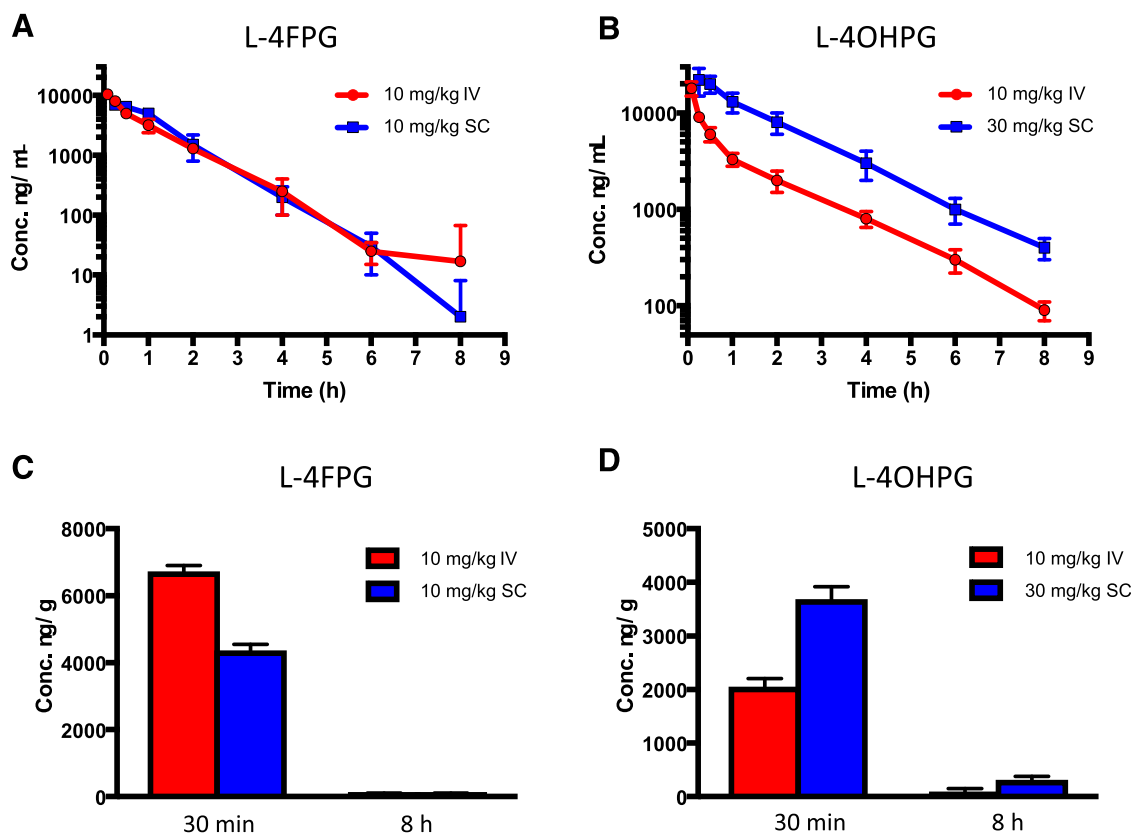 A
L-4FPG
10 mg/kg IV
10 mg/kg SC
Conc. ng/ m
10000
1000
100
10
1
0 1 2 3 4 5 6 7 8 9
Time (h)
B
L-4OHPG
10 mg/kg IV
30 mg/kg SC
Conc. ng/ mL
10000
1000
100
0 1 2 3 4 5 6 7 8 9
Time (h)
C
L-4FPG
10 mg/kg IV
10 mg/kg SC
Conc. ng/ g
8000
6000
4000
2000
0
30 min 8 h
D
L-4OHPG
10 mg/kg IV
30 mg/kg SC
Conc. ng/ g
5000
4000
3000
2000
1000
0
30 min 8 h